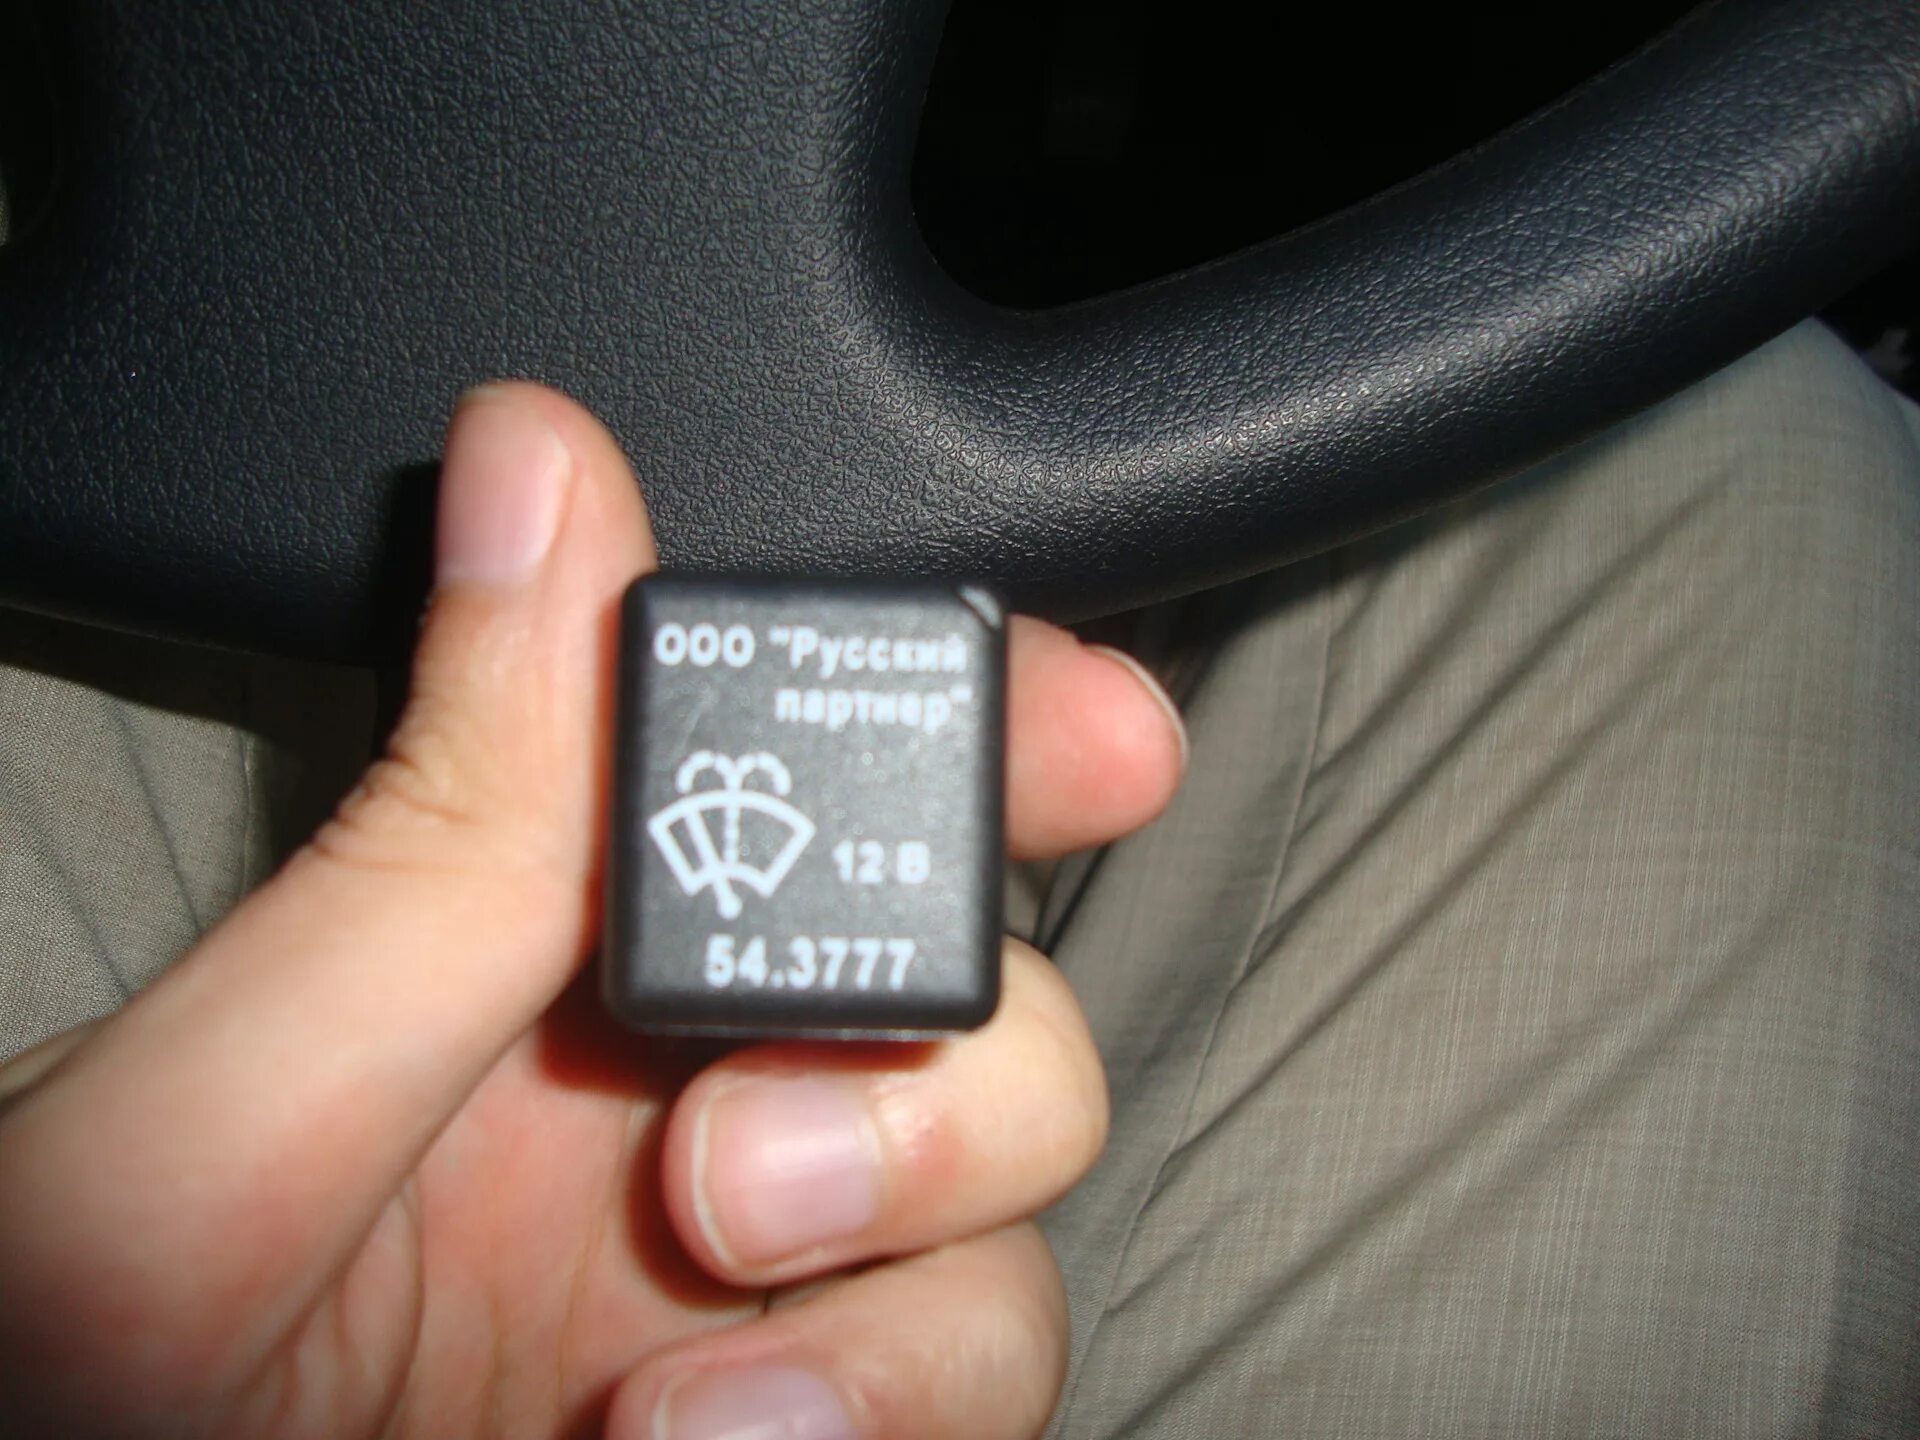 ООО "Русский
партнер"
12 В
54.3777